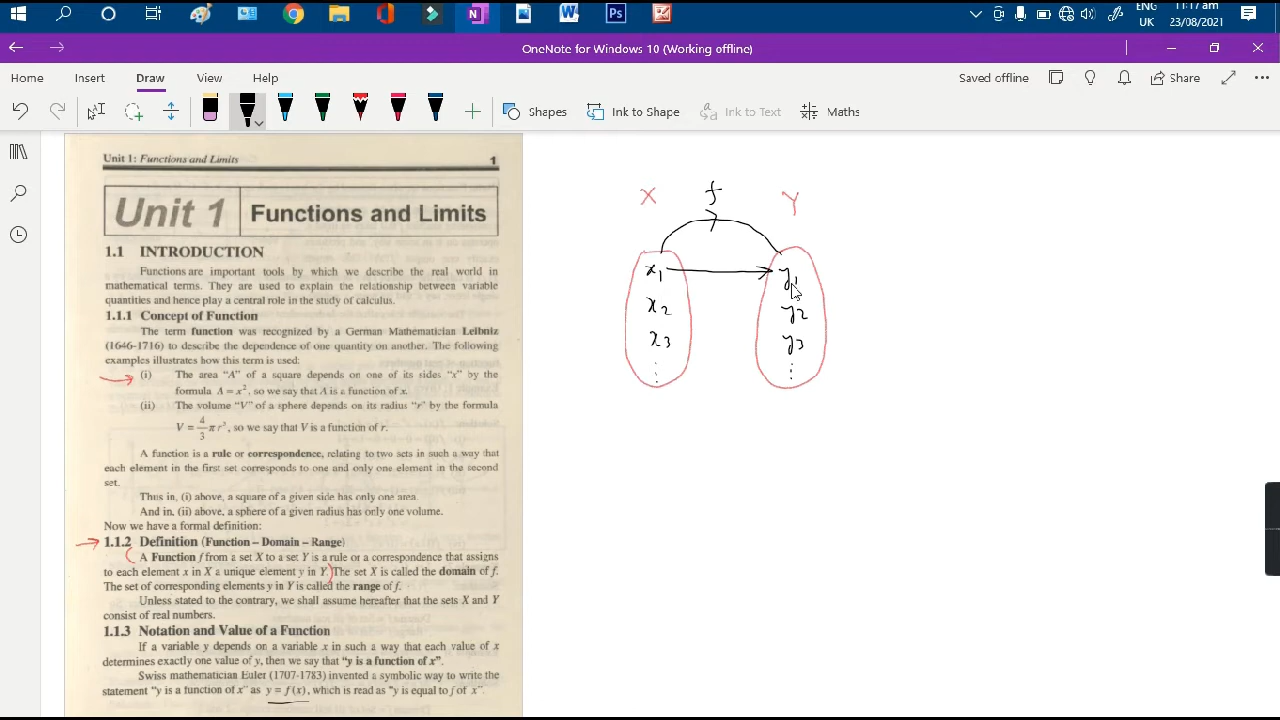 11:17 am
ENG
UK
23/08/2021
OneNote for Windows 10 (Working offline)
Home Insert Draw View Help
Saved offline
Share
Shapes
Ink to Shape
Ink to Text
Maths
Unit 1: Functions and Limits 1
Unit 1 Functions and Limits
1.1 INTRODUCTION
Functions are important tools by which we describe the real world in
mathematical terms. They are used to explain the relationship between variable
quantities and hence play a central role in the study of calculus.
1.1.1 Concept of Function
The term function was recognized by a German Mathematician Leibniz
(1646-1716) to describe the dependence of one quantity on another. The following
examples illustrates how this term is used:
(i) The area "A" of a square depends on one of its sides "x" by the
formula A = x², so we say that A is a function of x.
(ii) The volume "V" of a sphere depends on its radius "r" by the formula
V = 4/3 π r³, so we say that V is a function of r.
A function is a rule or correspondence, relating to two sets in such a way that
each element in the first set corresponds to one and only one element in the second
set.
Thus in, (i) above, a square of a given side has only one area.
And in, (ii) above, a sphere of a given radius has only one volume.
Now we have a formal definition:
1.1.2 Definition (Function – Domain – Range)
A Function f from a set X to a set Y is a rule or a correspondence that assigns
to each element x in X a unique element y in Y. The set X is called the domain of f.
The set of corresponding elements y in Y is called the range of f.
Unless stated to the contrary, we shall assume hereafter that the sets X and Y
consist of real numbers.
1.1.3 Notation and Value of a Function
If a variable y depends on a variable x in such a way that each value of x
determines exactly one value of y, then we say that "y is a function of x".
Swiss mathematician Euler (1707-1783) invented a symbolic way to write the
statement "y is a function of x" as y = f (x), which is read as "y is equal to f of x".
X f Y
x1 y1
x2 y2
x3 y3